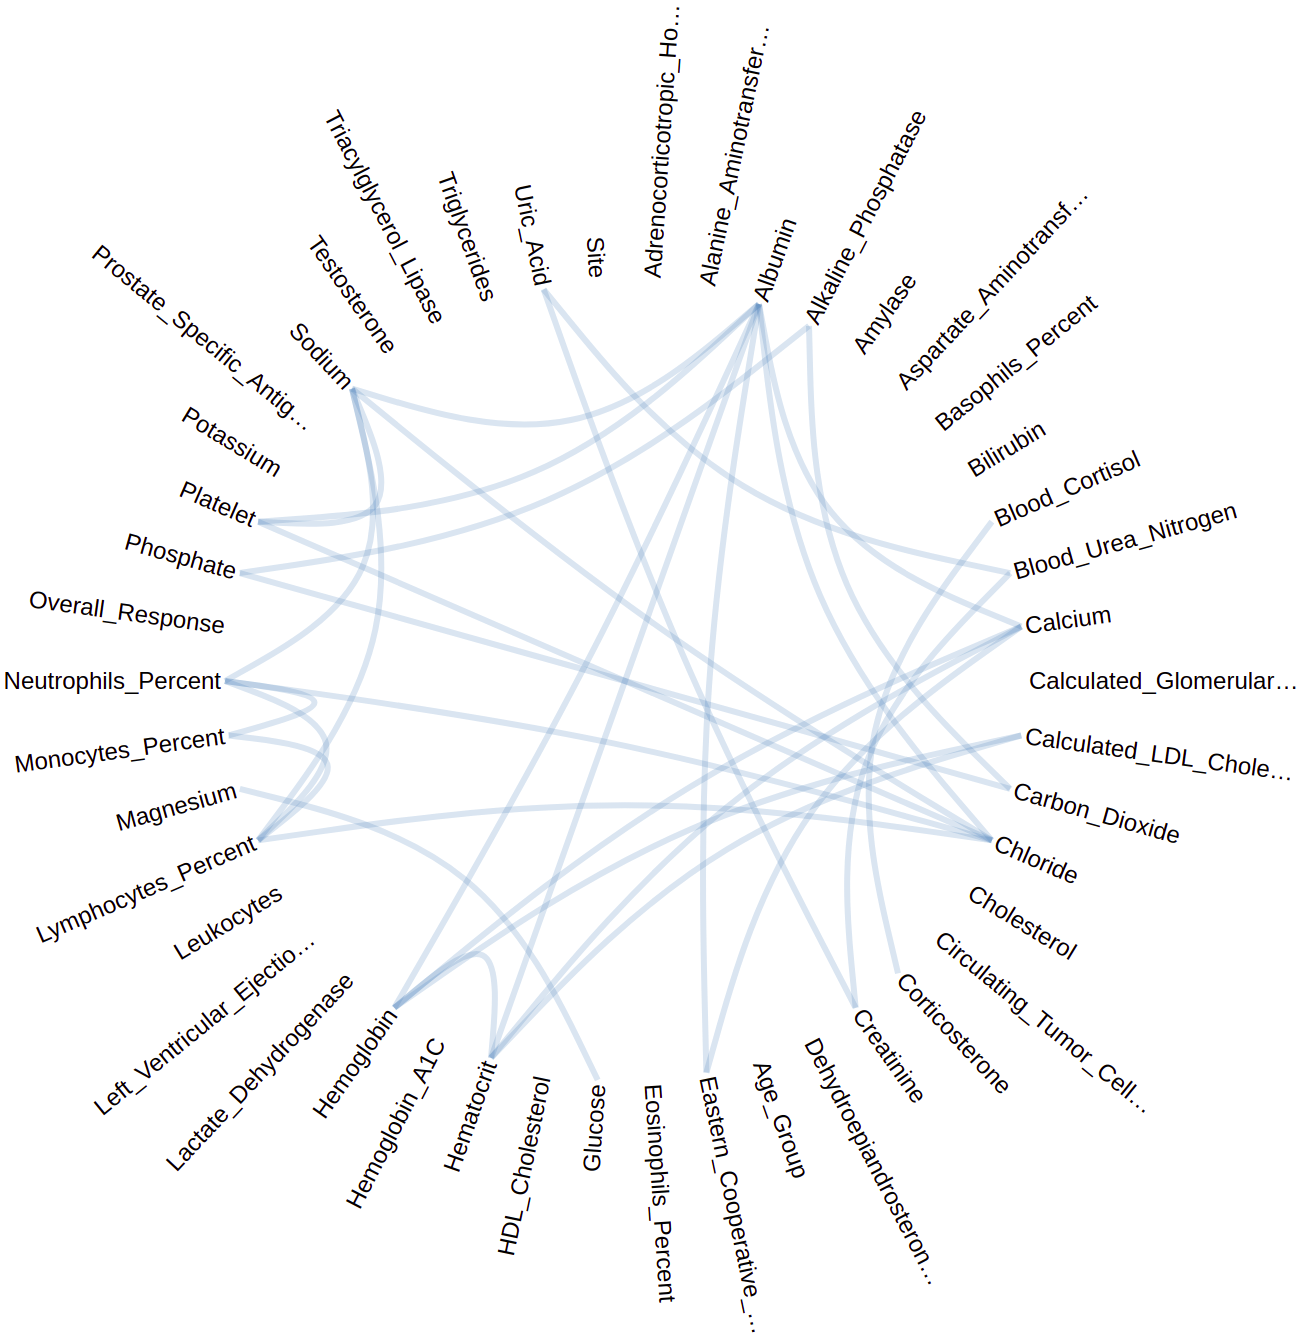 Adrenocorticotropic_Ho…
Alanine_Aminotransfer…
Albumin
Alkaline_Phosphatase
Amylase
Aspartate_Aminotransf…
Basophils_Percent
Bilirubin
Blood_Cortisol
Blood_Urea_Nitrogen
Calcium
Calculated_Glomerular…
Calculated_LDL_Chole…
Carbon_Dioxide
Chloride
Cholesterol
Circulating_Tumor_Cell…
Corticosterone
Creatinine
Dehydroepiandrosteron…
Age_Group
Eastern_Cooperative_…
Eosinophils_Percent
Glucose
HDL_Cholesterol
Hematocrit
Hemoglobin_A1C
Hemoglobin
Lactate_Dehydrogenase
Left_Ventricular_Ejectio…
Leukocytes
Lymphocytes_Percent
Magnesium
Monocytes_Percent
Neutrophils_Percent
Overall_Response
Phosphate
Platelet
Potassium
Prostate_Specific_Antig…
Sodium
Testosterone
Triacylglycerol_Lipase
Triglycerides
Uric_Acid
Site